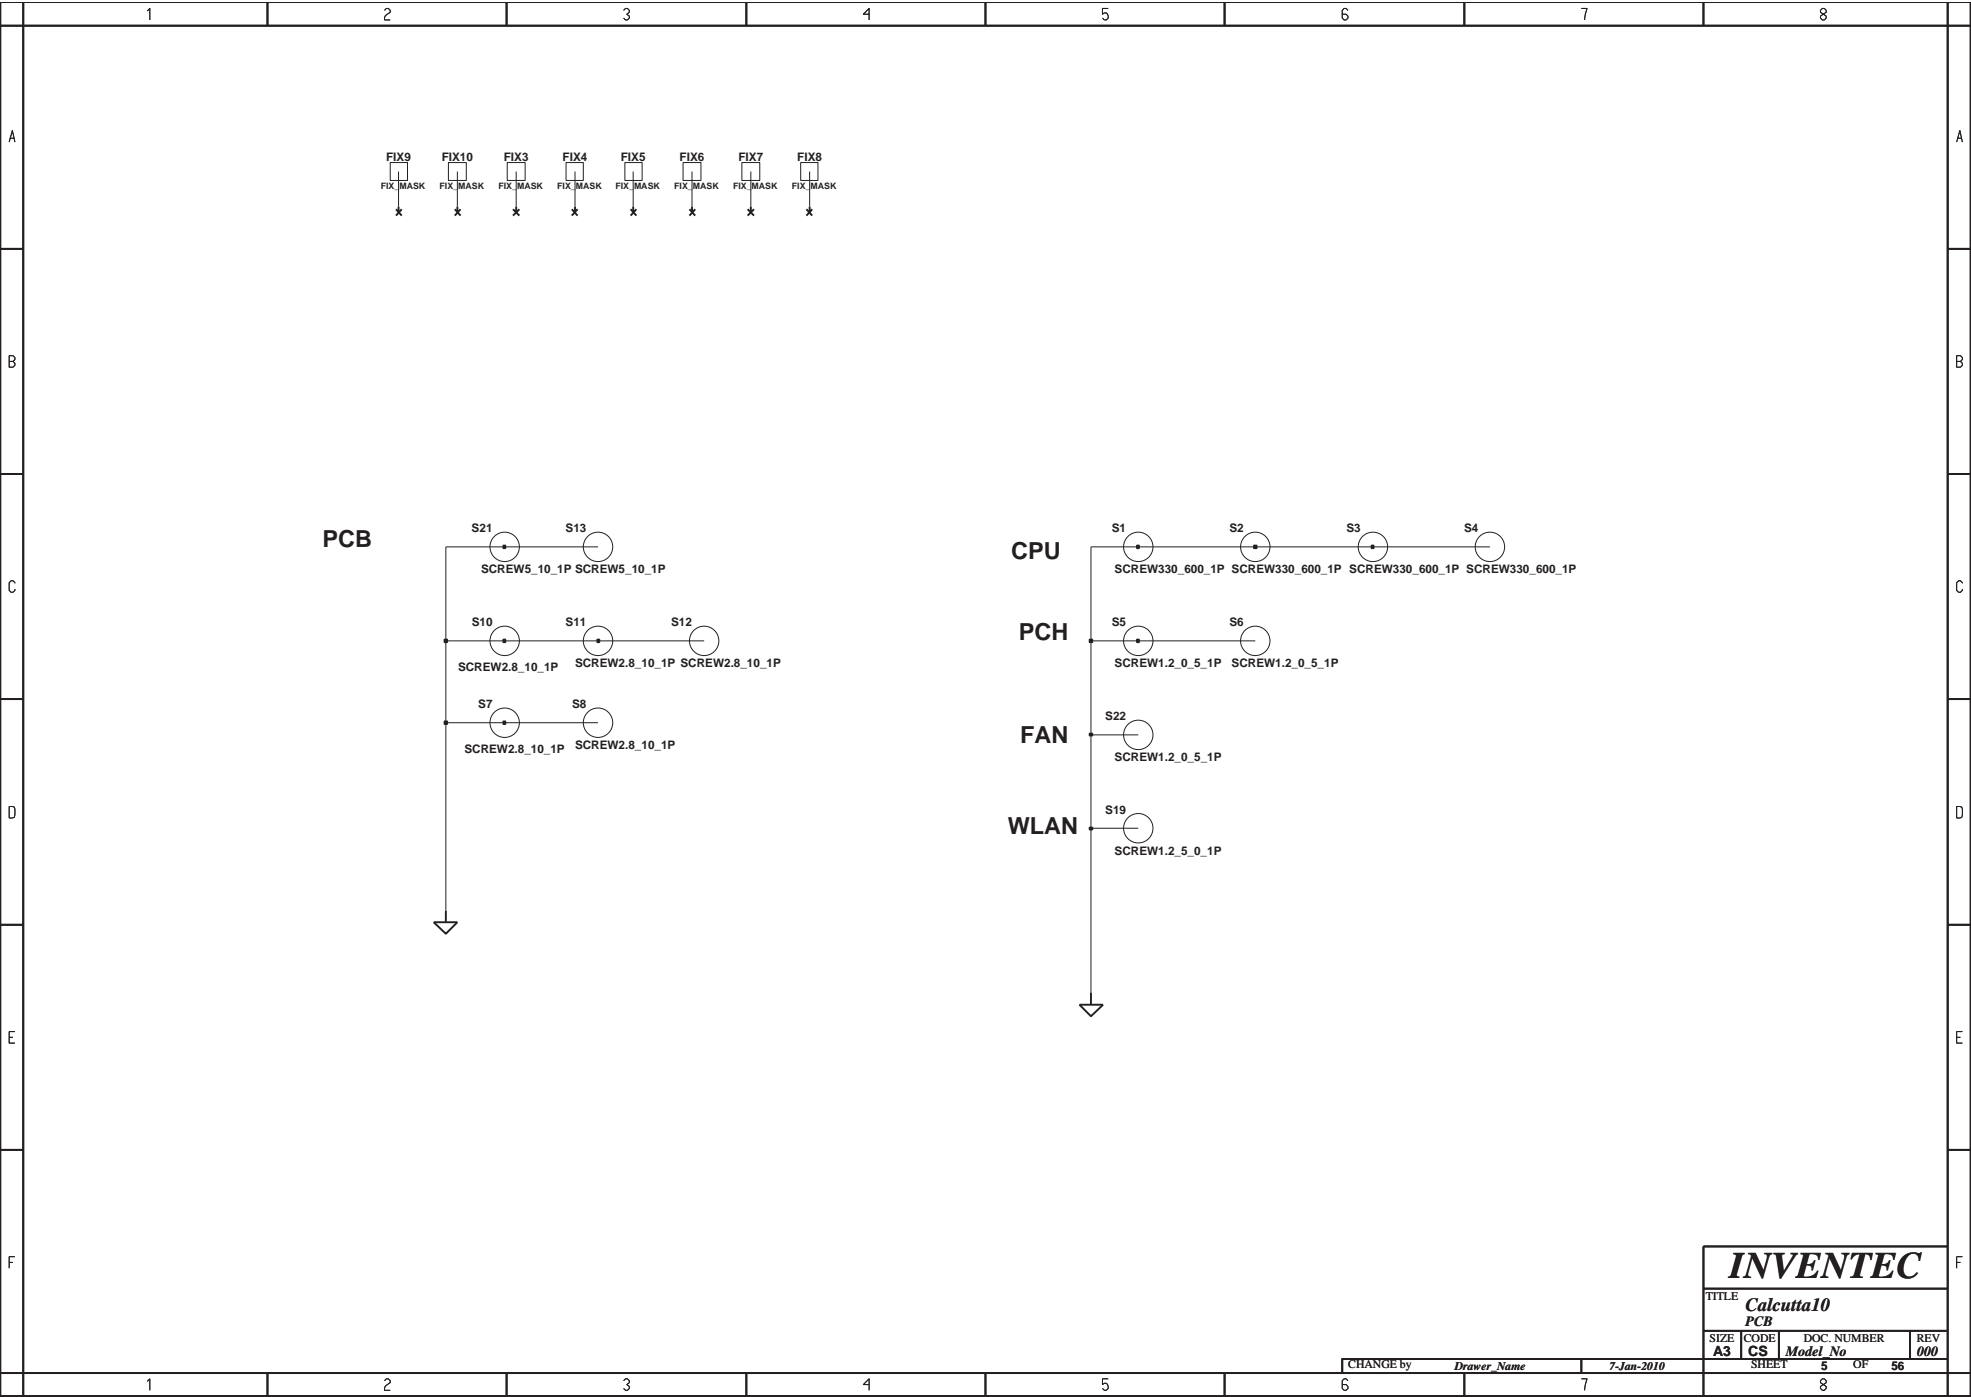 1 2 3 4 5 6 7 8
A A
FIX9 FIX10 FIX3 FIX4 FIX5 FIX6 FIX7 FIX8
FIX_MASK FIX_MASK FIX_MASK FIX_MASK FIX_MASK FIX_MASK FIX_MASK FIX_MASK
B B
PCB
S21 S13
SCREW5_10_1P SCREW5_10_1P
S10 S11 S12
SCREW2.8_10_1P SCREW2.8_10_1P SCREW2.8_10_1P
S7 S8
SCREW2.8_10_1P SCREW2.8_10_1P
CPU
S1 S2 S3 S4
SCREW330_600_1P SCREW330_600_1P SCREW330_600_1P SCREW330_600_1P
C C
PCH
S5 S6
SCREW1.2_0_5_1P SCREW1.2_0_5_1P
FAN
S22
SCREW1.2_0_5_1P
WLAN
S19
SCREW1.2_5_0_1P
D D
E E
F F
INVENTEC
TITLE
Calcutta10
PCB
SIZE CODE DOC. NUMBER REV
A3 CS Model_No 000
CHANGE by Drawer_Name 7-Jan-2010 SHEET 5 OF 56
1 2 3 4 5 6 7 8